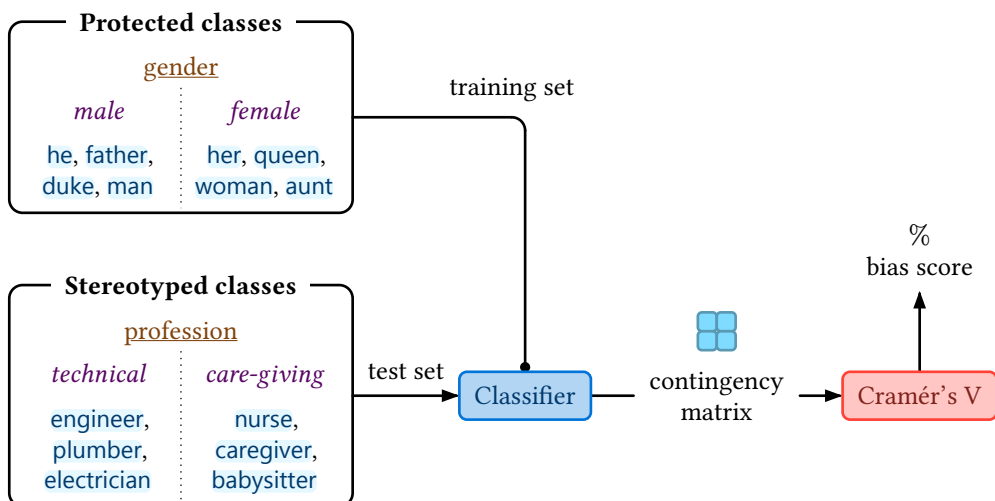 Protected classes
gender
male
female
he, father,
duke, man
her, queen,
woman, aunt
training set
Stereotyped classes
profession
technical
care-giving
engineer,
plumber,
electrician
nurse,
caregiver,
babysitter
test set
Classifier
contingency
matrix
Cramér's V
%
bias score